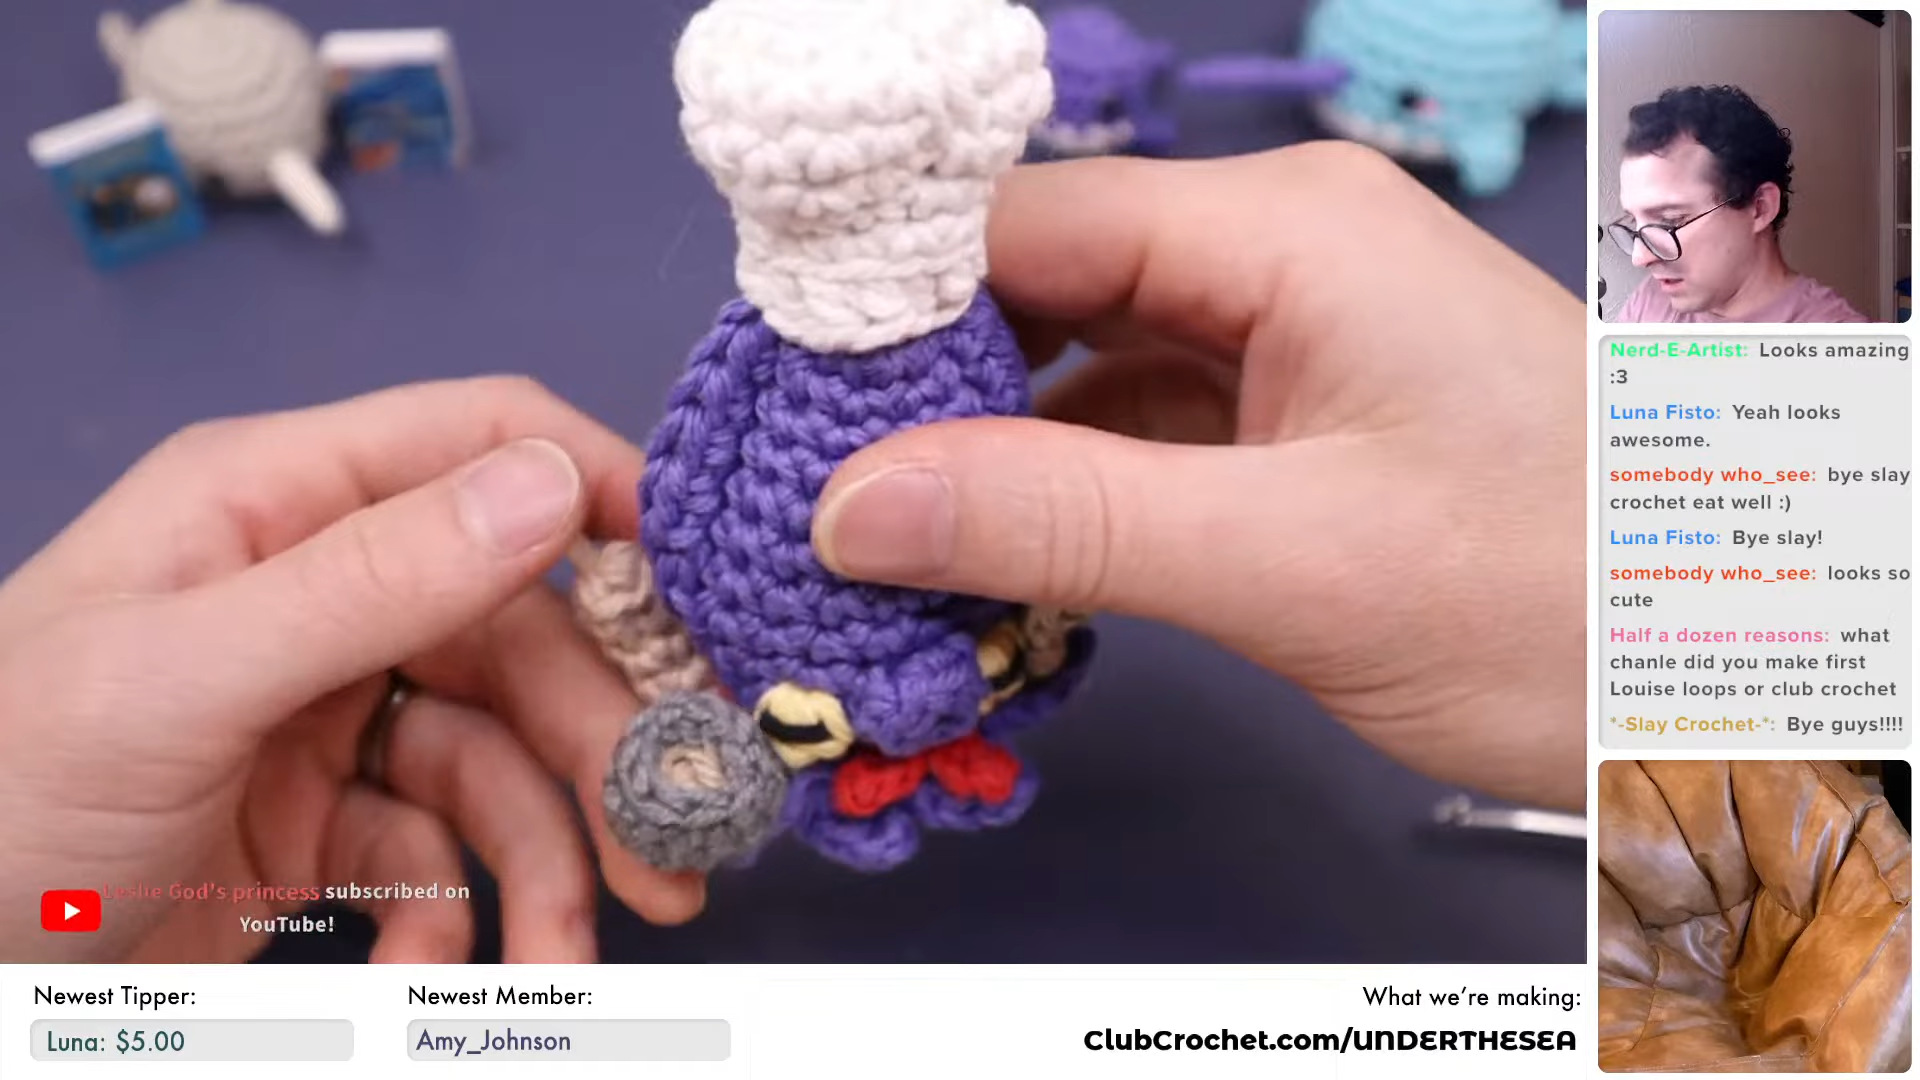 Nerd-E-Artist: Looks amazing
:3
Luna Fisto: Yeah looks
awesome.
somebody who_see: bye slay
crochet eat well :)
Luna Fisto: Bye slay!
somebody who_see: looks so
cute
Half a dozen reasons: what
chanle did you make first
Louise loops or club crochet
*-Slay Crochet-*: Bye guys!!!!
Leslie God's princess subscribed on
YouTube!
Newest Tipper:
Luna: $5.00
Newest Member:
Amy_Johnson
What we're making:
ClubCrochet.com/UNDERTHESEA